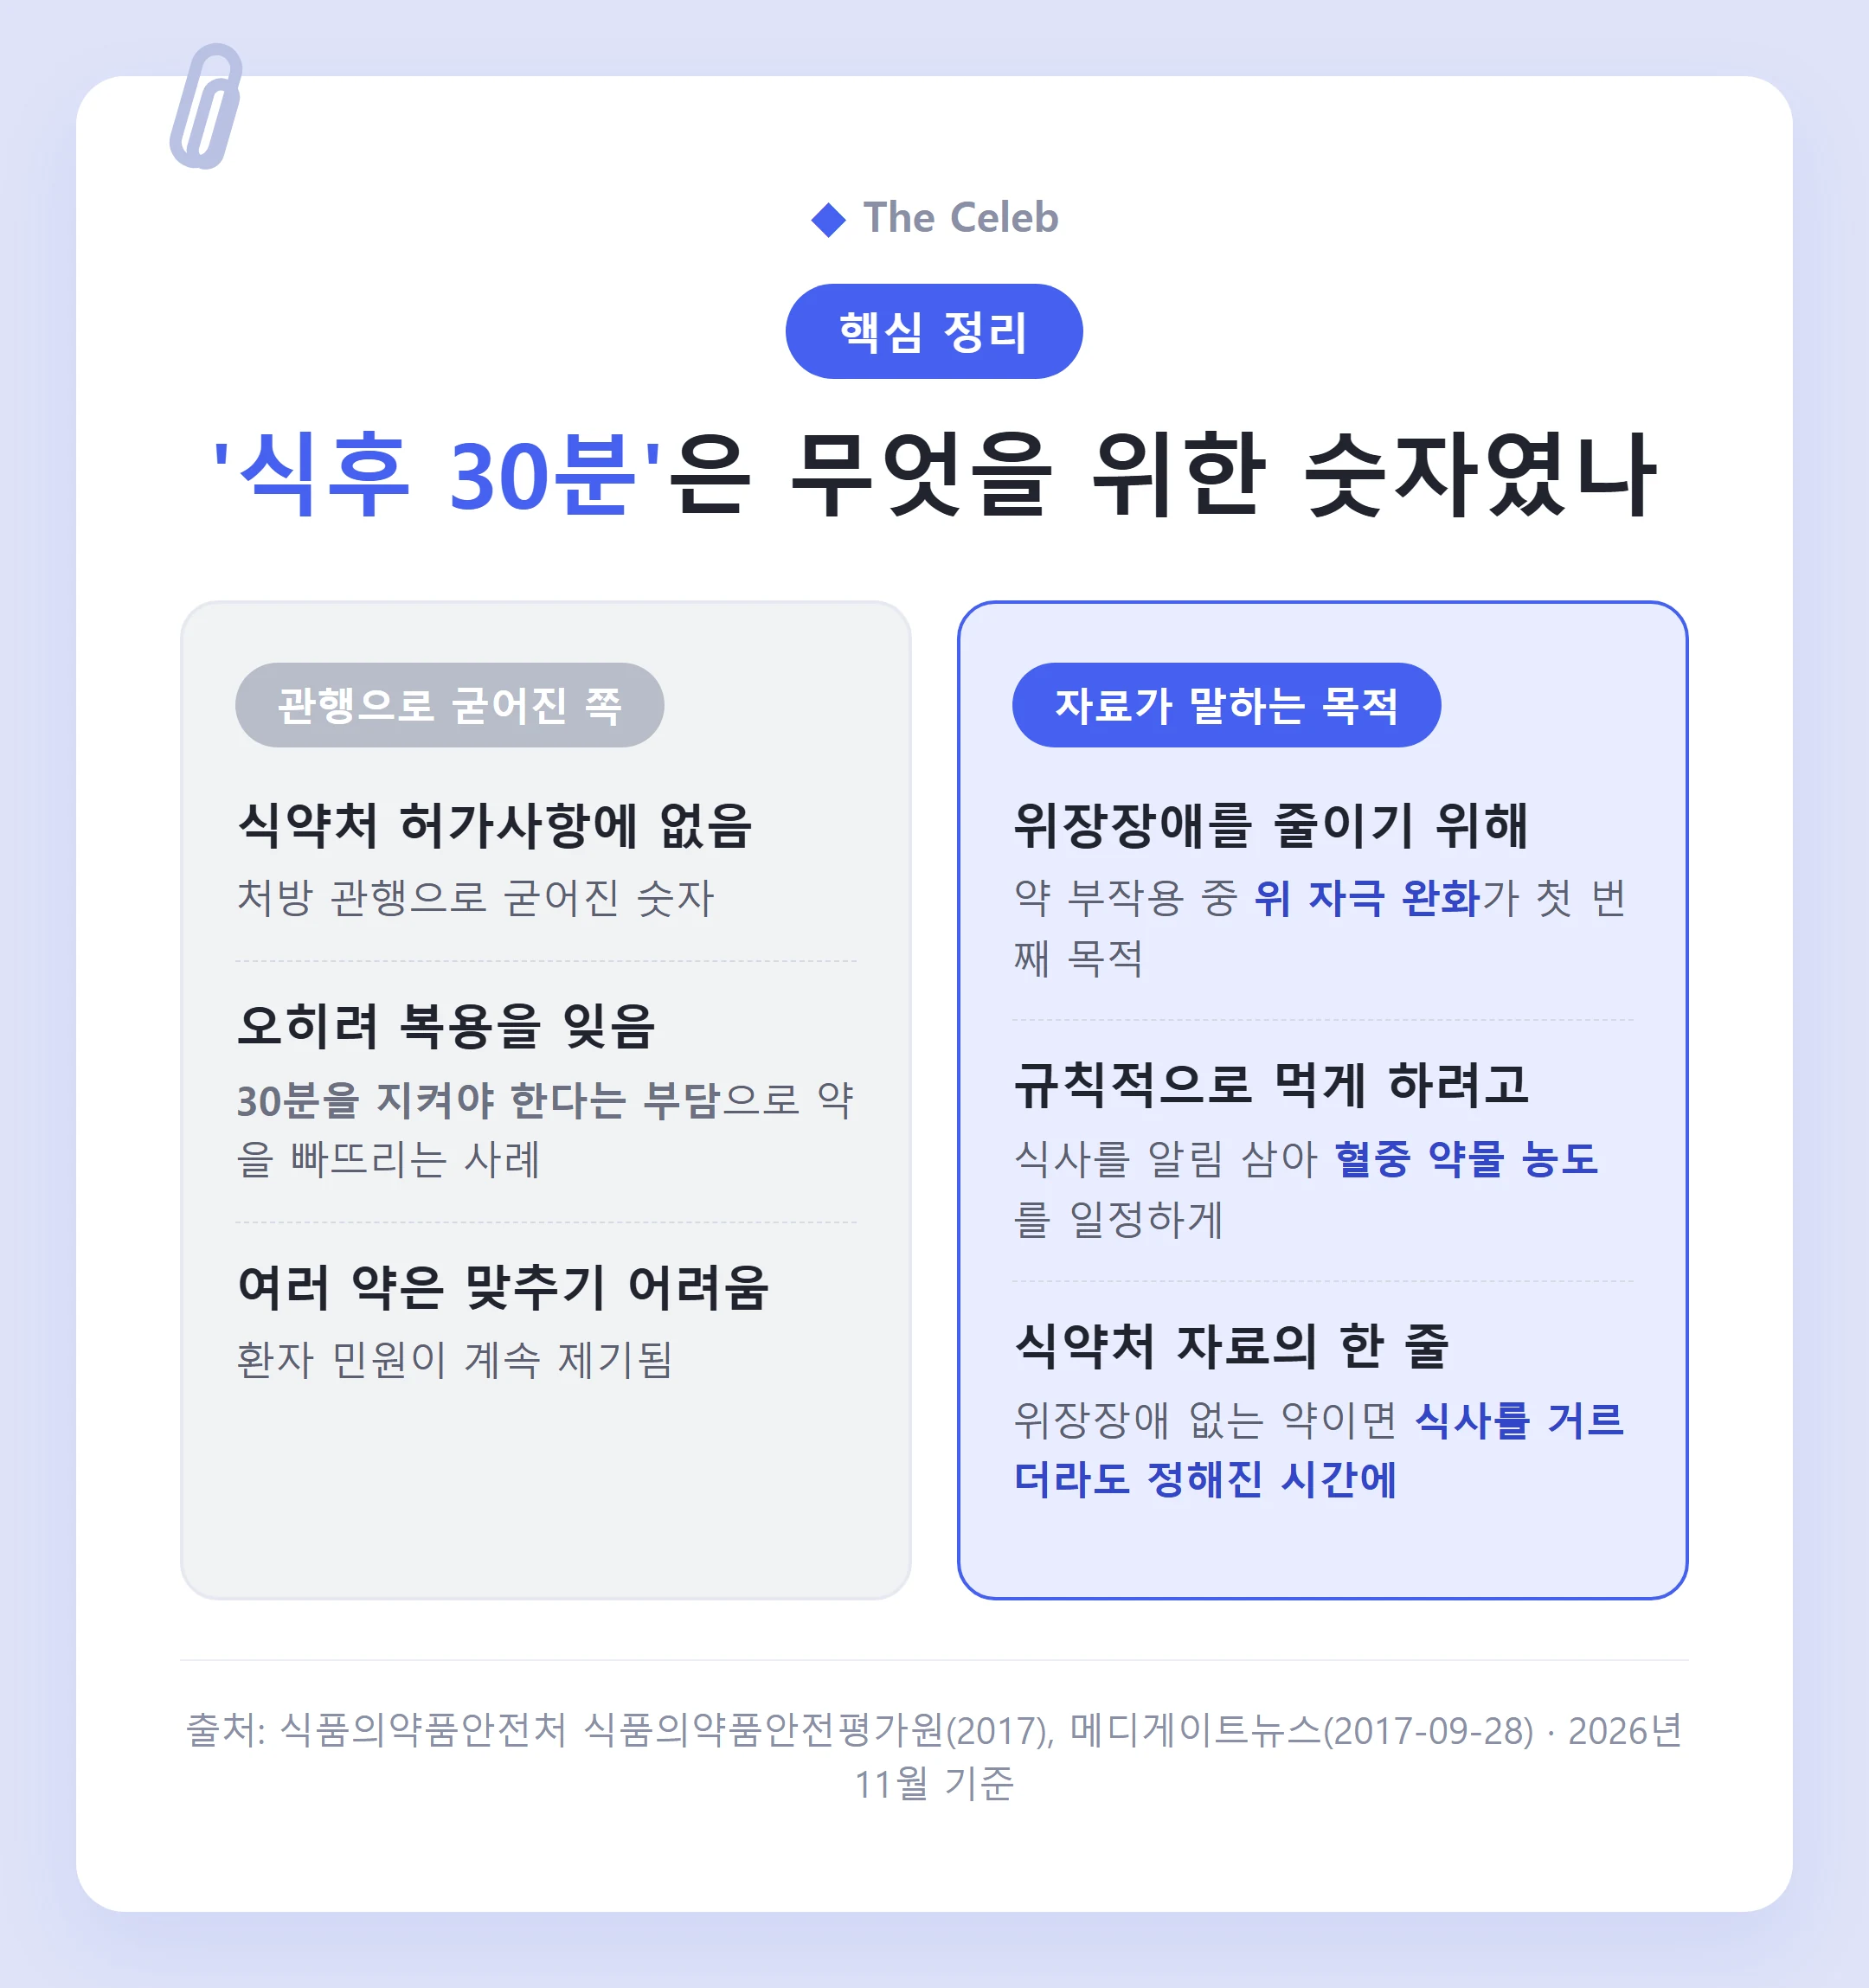 The Celeb
핵심 정리
'식후 30분'은 무엇을 위한 숫자였나
관행으로 굳어진 쪽
식약처 허가사항에 없음
처방 관행으로 굳어진 숫자
오히려 복용을 잊음
30분을 지켜야 한다는 부담으로 약
을 빠뜨리는 사례
여러 약은 맞추기 어려움
환자 민원이 계속 제기됨
자료가 말하는 목적
위장장애를 줄이기 위해
약 부작용 중 위 자극 완화가 첫 번
째 목적
규칙적으로 먹게 하려고
식사를 알림 삼아 혈중 약물 농도
를 일정하게
식약처 자료의 한 줄
위장장애 없는 약이면 식사를 거르
더라도 정해진 시간에
출처: 식품의약품안전처 식품의약품안전평가원(2017), 메디게이트뉴스(2017-09-28) · 2026년
11월 기준